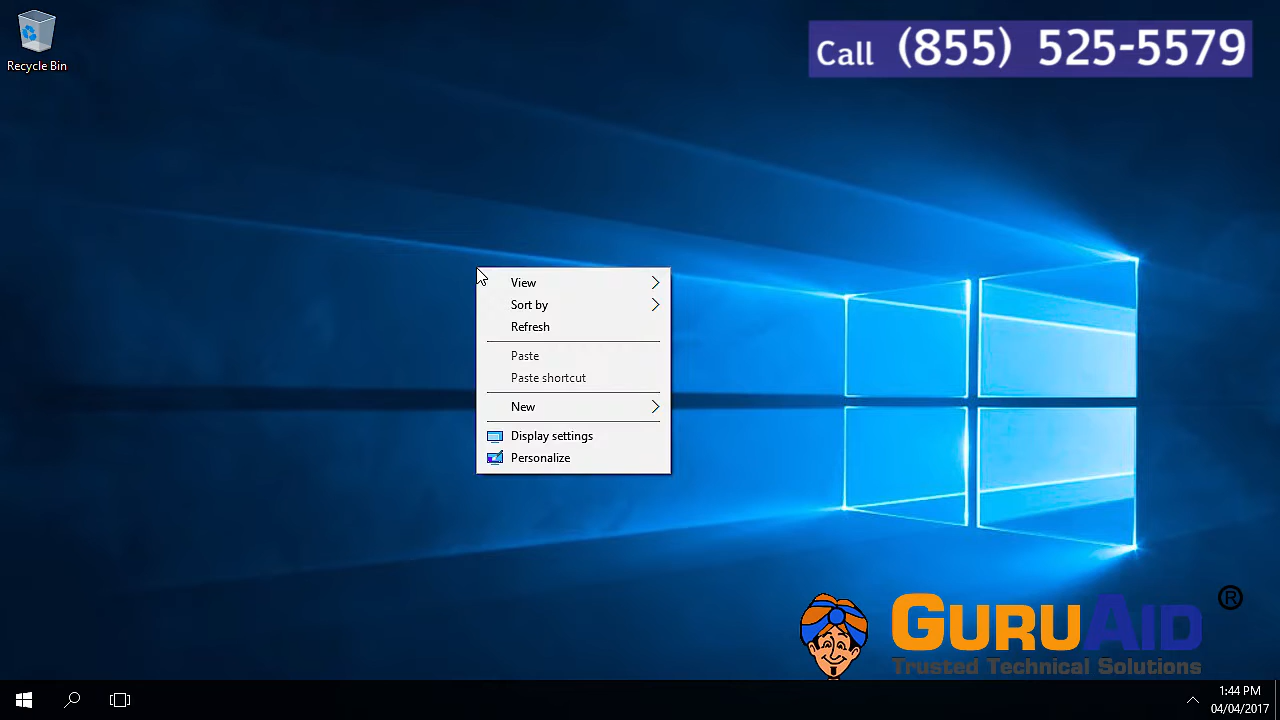 Recycle Bin
Call (855) 525-5579
View
Sort by
Refresh
Paste
Paste shortcut
New
Display settings
Personalize
GURUAID ®
Trusted Technical Solutions
1:44 PM
04/04/2017